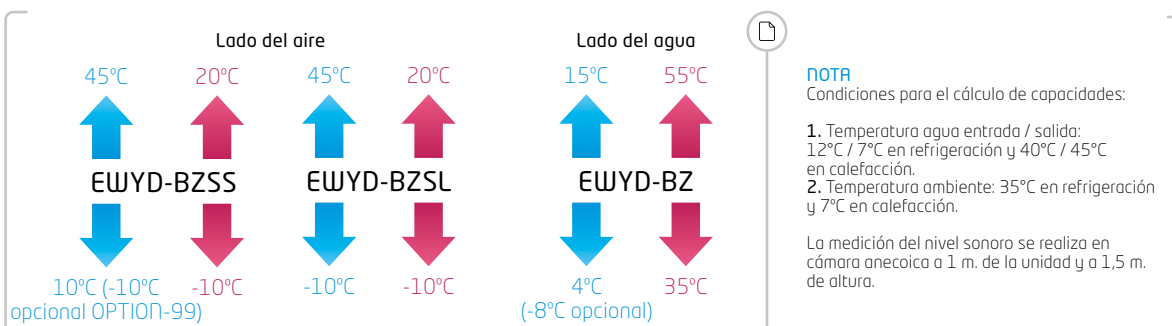 Lado del aire
45°C 20°C 45°C 20°C
EWYD-BZSS EWYD-BZSL
10°C (-10°C -10°C -10°C -10°C
opcional OPTION-99)
Lado del agua
15°C 55°C
EWYD-BZ
4°C 35°C
(-8°C opcional)
NOTA
Condiciones para el cálculo de capacidades:
1. Temperatura agua entrada / salida:
12°C / 7°C en refrigeración y 40°C / 45°C
en calefacción.
2. Temperatura ambiente: 35°C en refrigeración
y 7°C en calefacción.
La medición del nivel sonoro se realiza en
cámara anecoica a 1 m. de la unidad y a 1,5 m.
de altura.